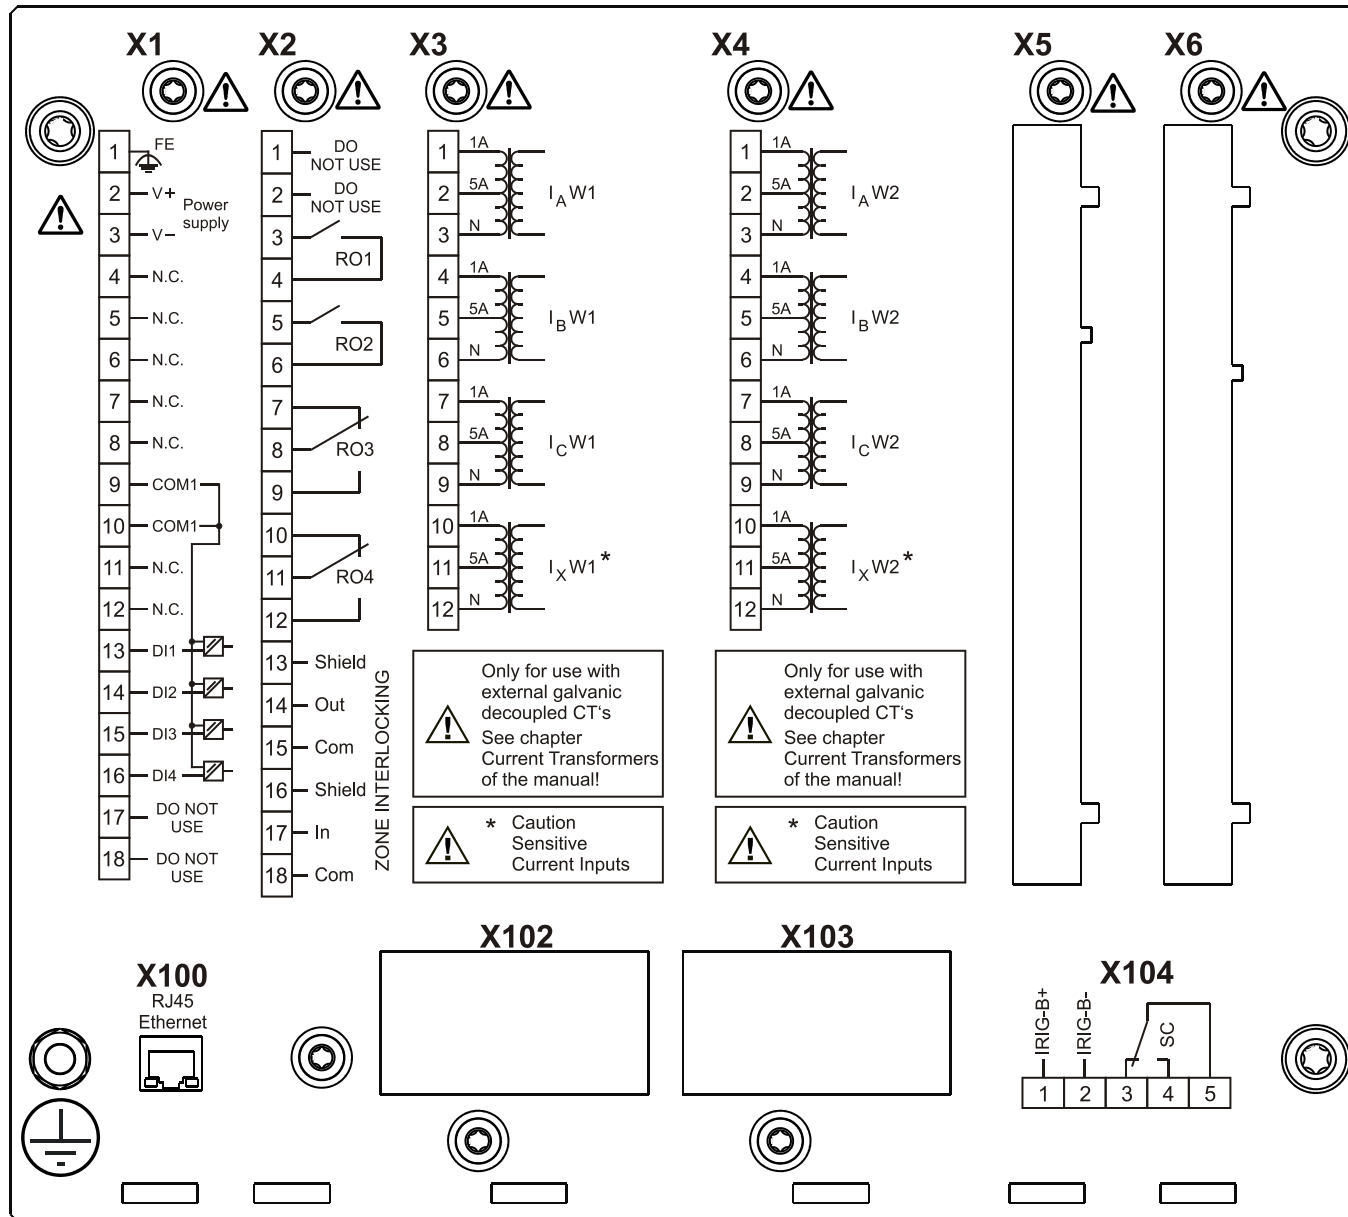 X1
X2
X3
X4
X5
X6
1 FE
2 V+
Power
supply
3 V–
4 N.C.
5 N.C.
6 N.C.
7 N.C.
8 N.C.
9 COM1
10 COM1
11 N.C.
12 N.C.
13 DI1
14 DI2
15 DI3
16 DI4
17 DO NOT
USE
18 DO NOT
USE
1 DO
NOT USE
2 DO
NOT USE
3
RO1
4
5
RO2
6
7
8 RO3
9
10
11 RO4
12
13 Shield
14 Out
15 Com
16 Shield
17 In
18 Com
ZONE INTERLOCKING
1 1A
2 5A IA W1
3 N
4 1A
5 5A IB W1
6 N
7 1A
8 5A IC W1
9 N
10 1A
11 5A IX W1 *
12 N
Only for use with
external galvanic
decoupled CT‘s
See chapter
Current Transformers
of the manual!
* Caution
Sensitive
Current Inputs
1 1A
2 5A IA W2
3 N
4 1A
5 5A IB W2
6 N
7 1A
8 5A IC W2
9 N
10 1A
11 5A IX W2 *
12 N
Only for use with
external galvanic
decoupled CT‘s
See chapter
Current Transformers
of the manual!
* Caution
Sensitive
Current Inputs
X100
RJ45
Ethernet
X102
X103
X104
IRIG-B+
IRIG-B-
SC
1 2 3 4 5